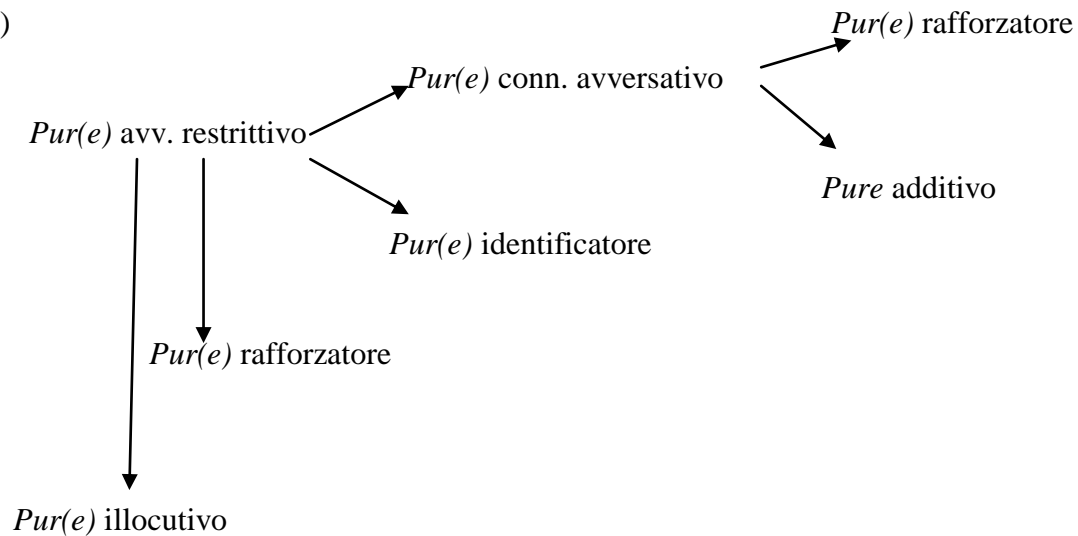 )
Pur(e) rafforzatore
Pur(e) conn. avversativo
Pur(e) avv. restrittivo
Pure additivo
Pur(e) identificatore
Pur(e) rafforzatore
Pur(e) illocutivo